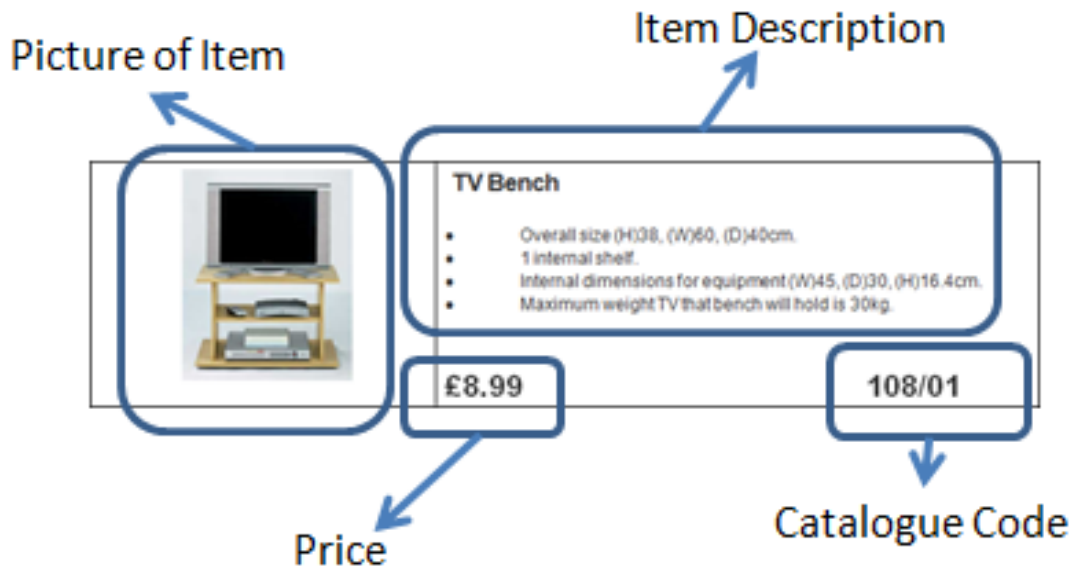 Item Description
Picture of Item
TV Bench
• Overall size (H)38, (W)60, (D)40cm.
• 1 internal shelf.
• Internal dimensions for equipment (W)45, (D)30, (H)16.4cm.
• Maximum weight TV that bench will hold is 30kg.
£8.99
108/01
Catalogue Code
Price